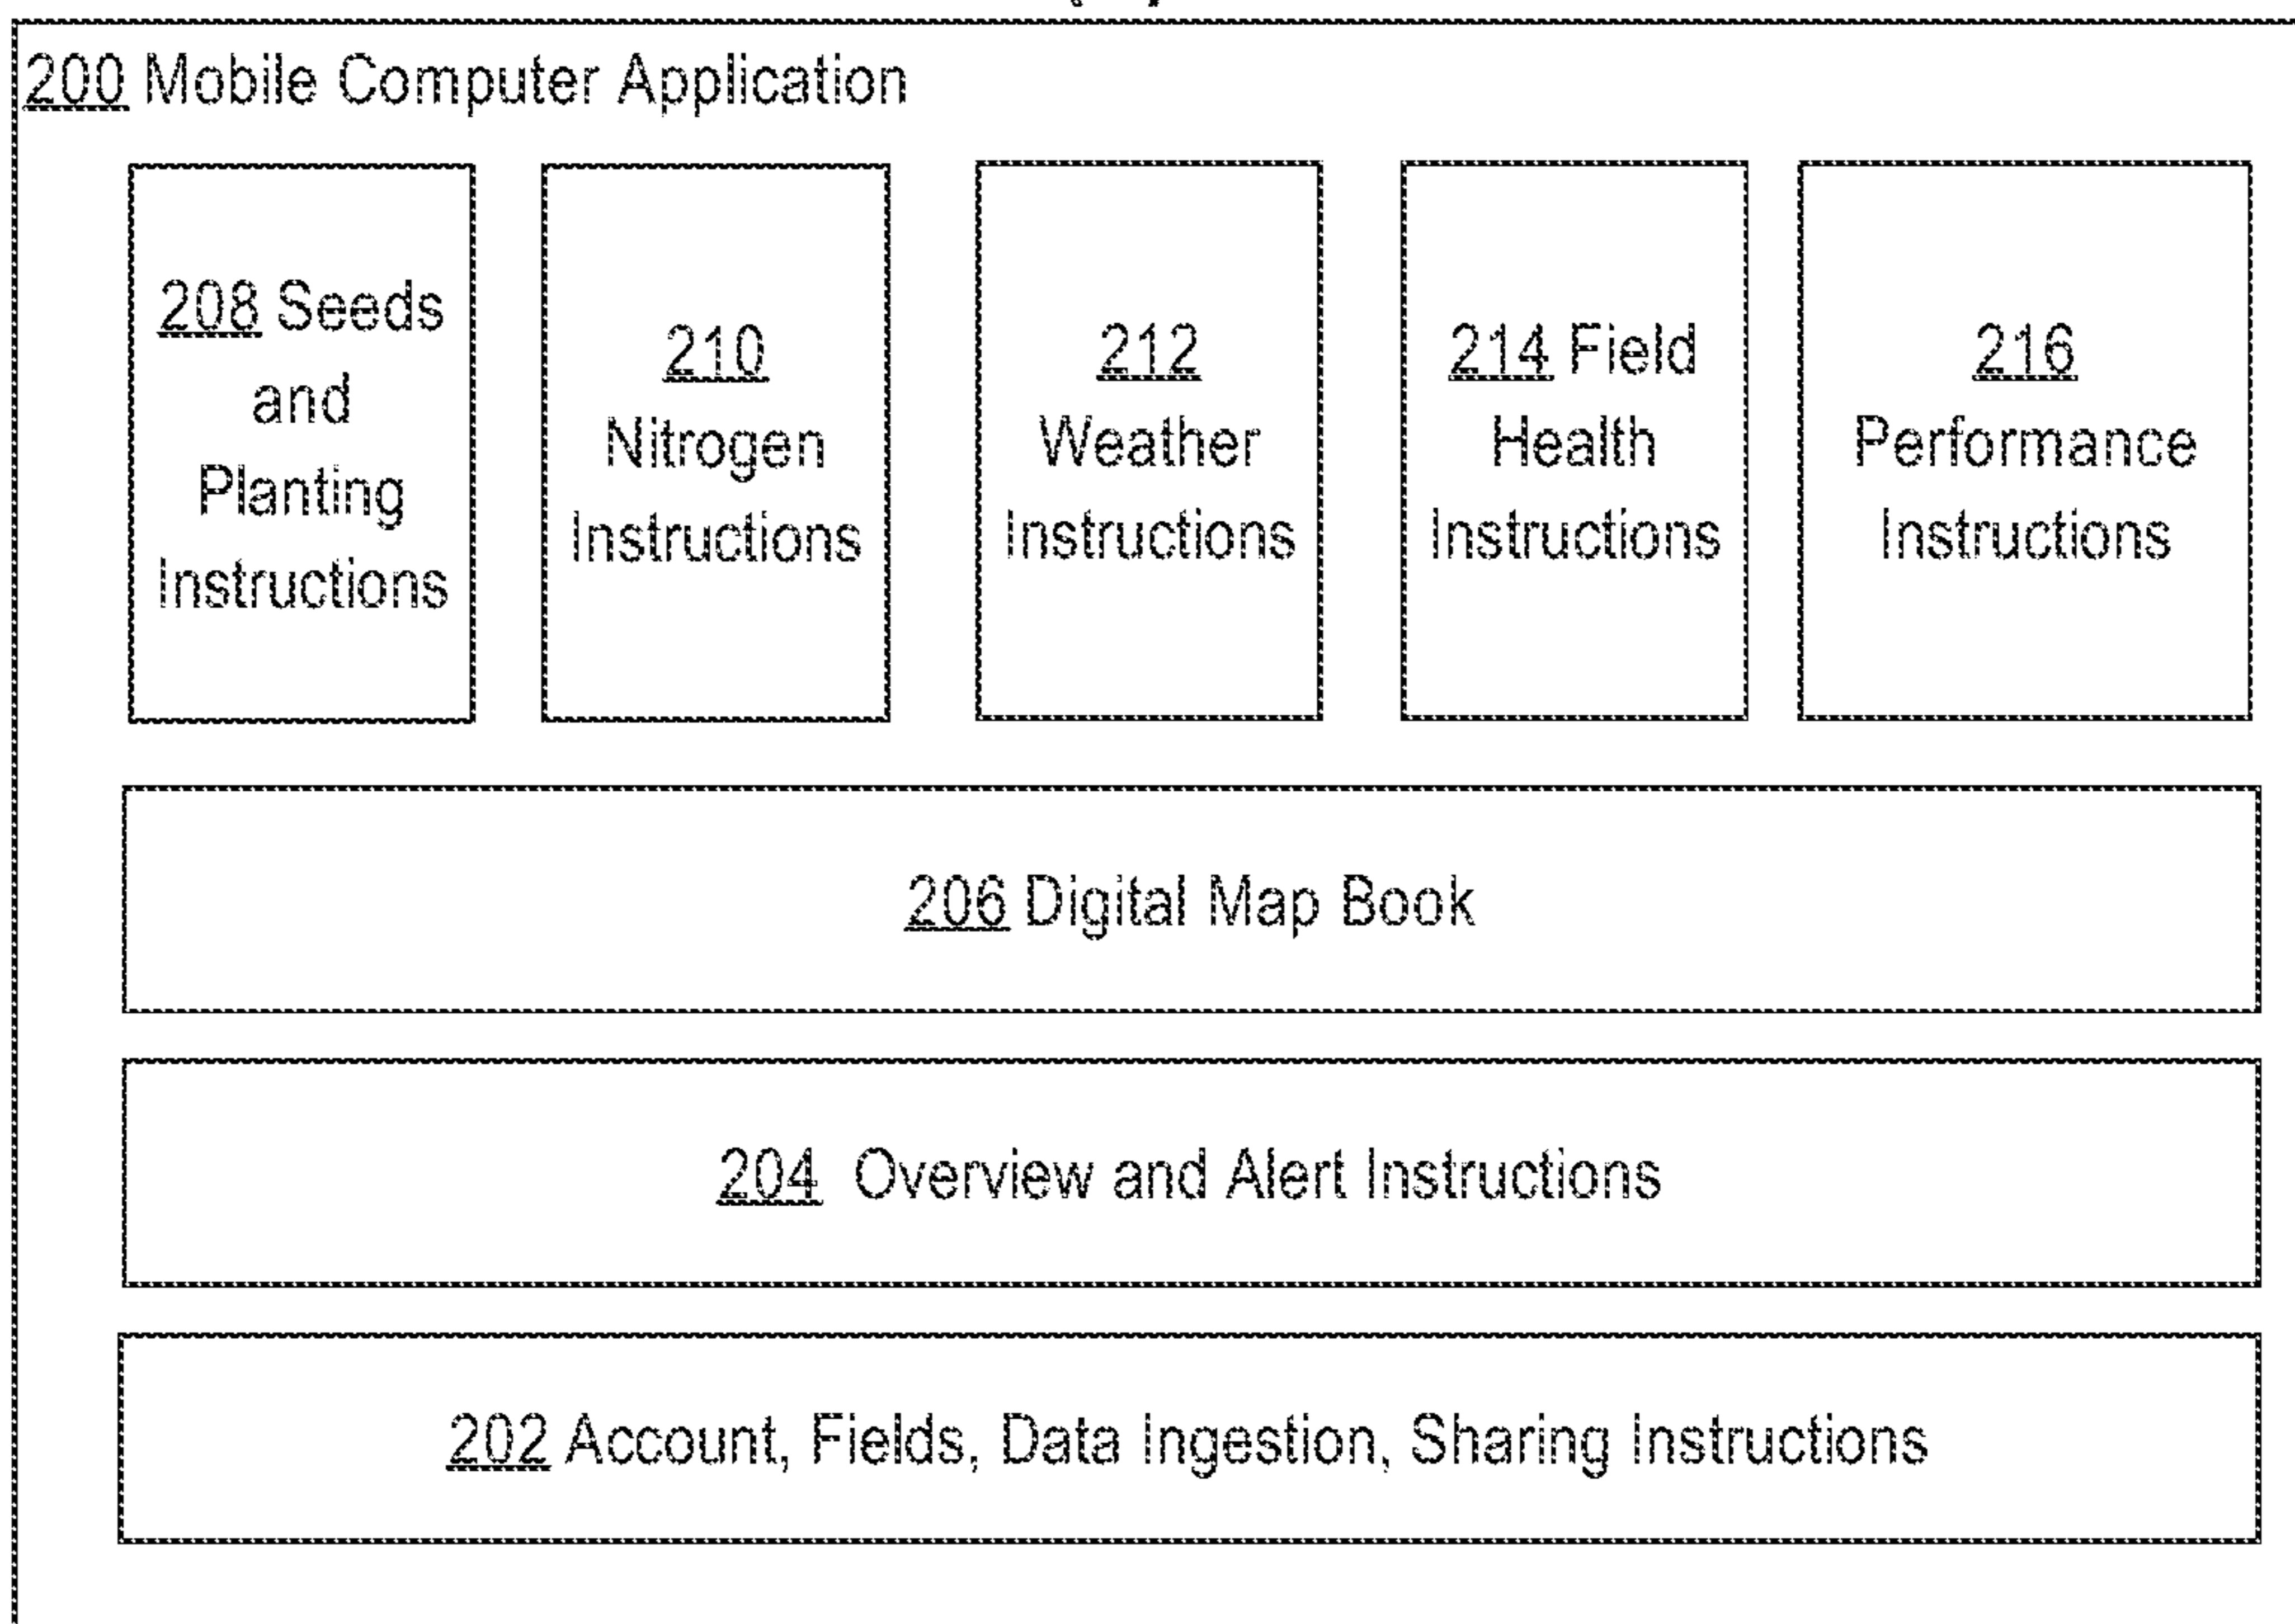 200 Mobile Computer Application
208 Seeds
and
Planting
Instructions
210
Nitrogen
Instructions
212
Weather
Instructions
214 Field
Health
Instructions
216
Performance
Instructions
206 Digital Map Book
204 Overview and Alert Instructions
202 Account, Fields, Data Ingestion, Sharing Instructions